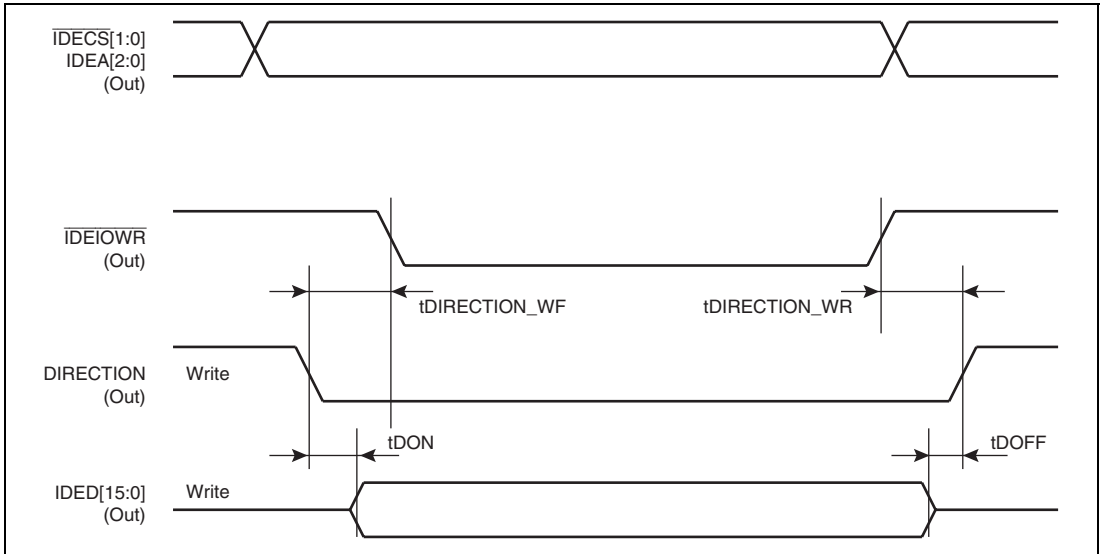 IDECS[1:0]
IDEA[2:0]
(Out)
IDEIOWR
(Out)
tDIRECTION_WF
tDIRECTION_WR
DIRECTION
(Out)
Write
tDON
tDOFF
IDED[15:0]
(Out)
Write